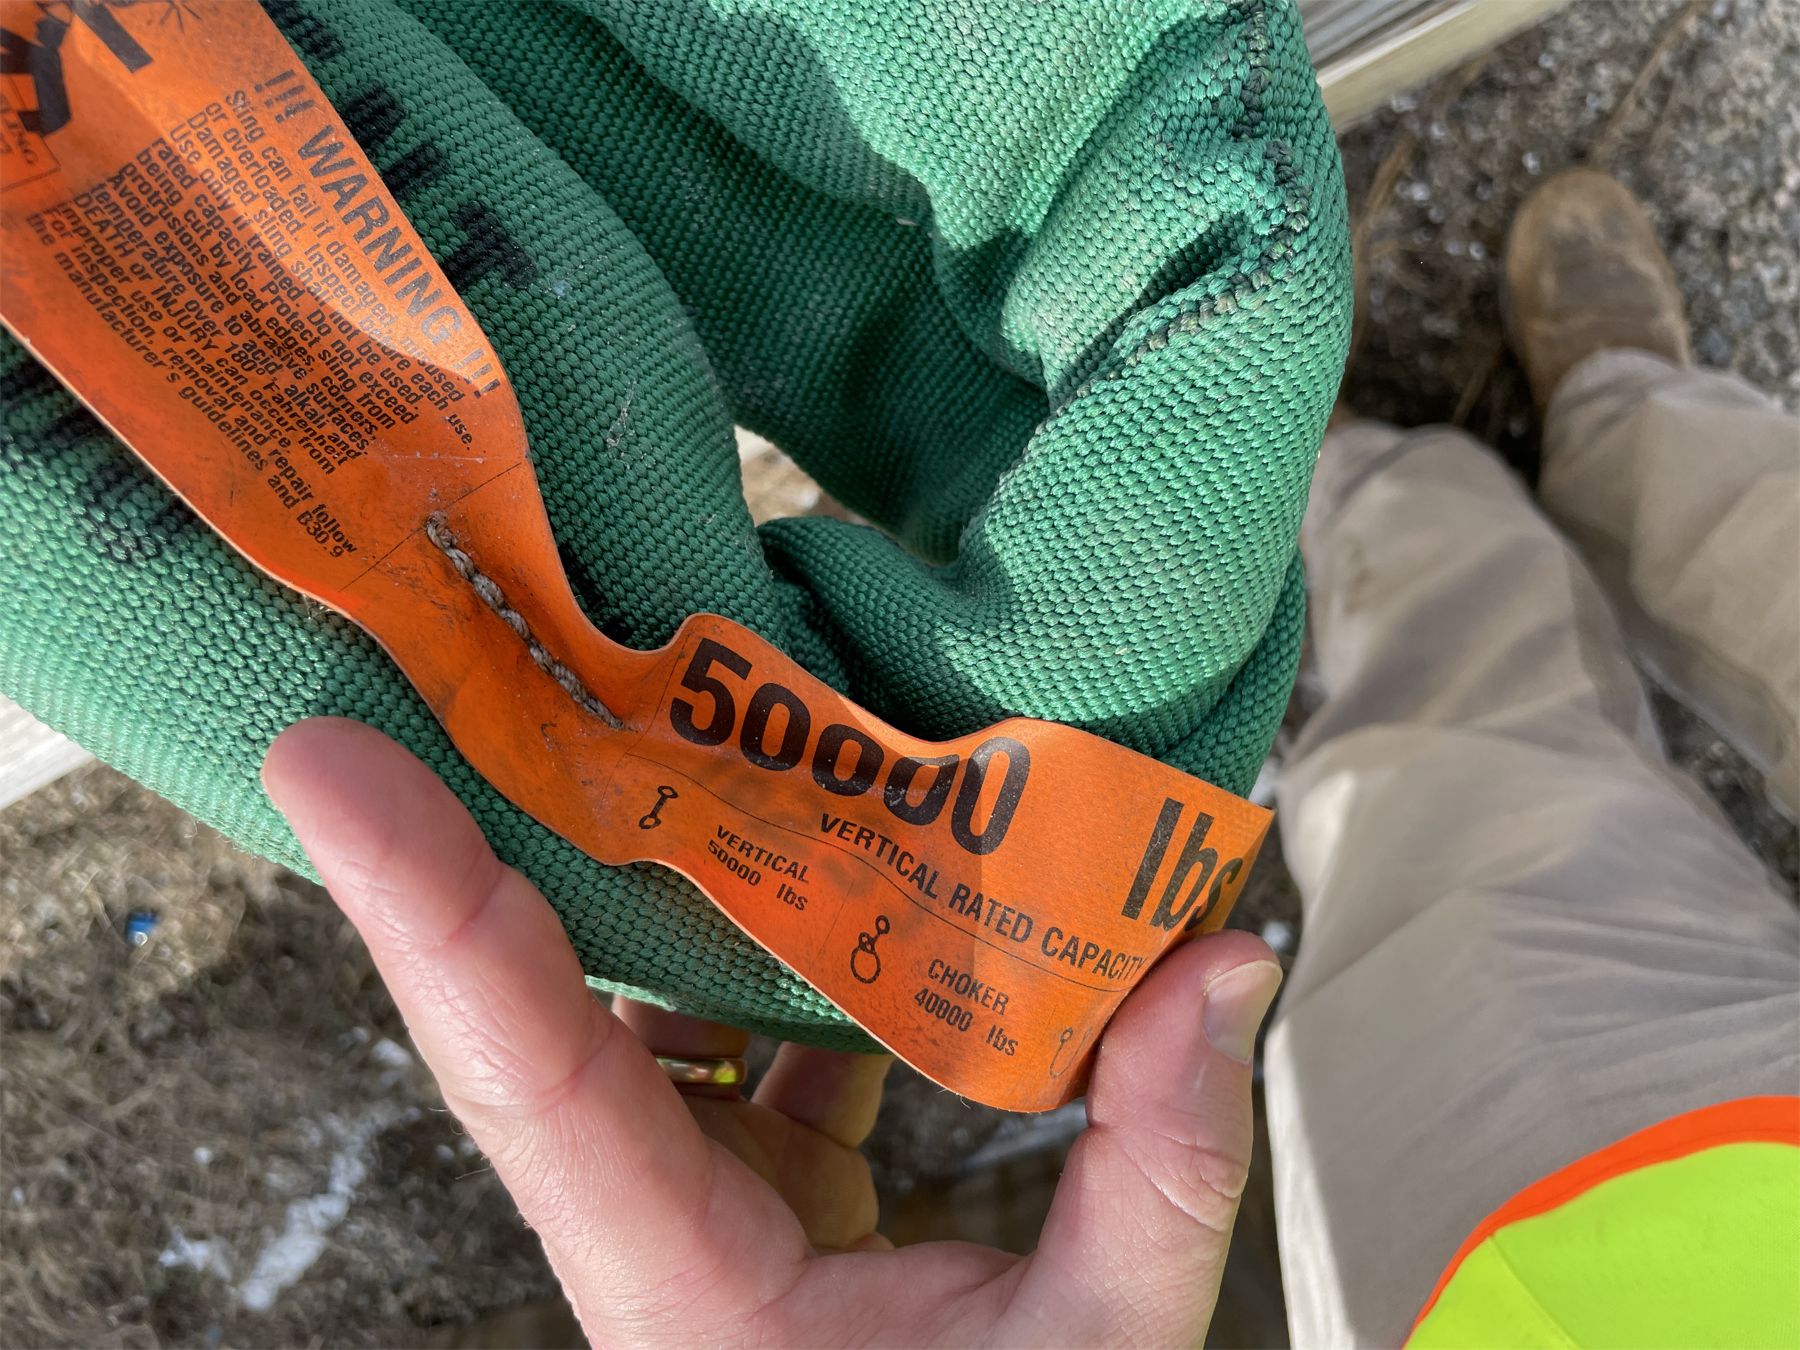 !!! WARNING !!!
Sling can fail if damaged, misused
or overloaded. Inspect before each use.
Damaged sling shall not be used.
Use only if trained. Do not exceed
rated capacity. Protect sling from
being cut by load edges, corners,
protrusions and abrasive surfaces.
Avoid exposure to acid, alkali and
temperature over 180° Fahrenheit
DEATH or INJURY can occur from
improper use or maintenance.
For inspection, removal and repair follow
the manufacturer's guidelines and B30.9
50000 lbs
VERTICAL RATED CAPACITY
VERTICAL
50000 lbs
CHOKER
40000 lbs